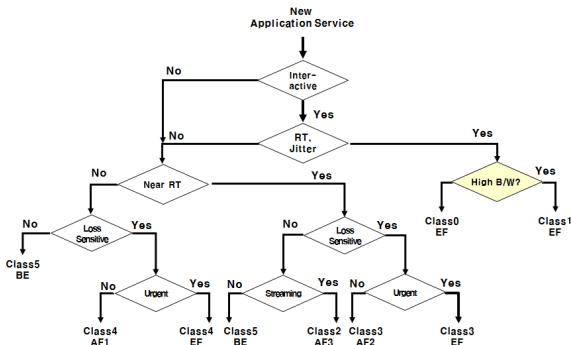 New
Application Service
No
Inter-
active
Yes
No
RT,
Jitter
Yes
No
Near RT
Yes
High B/W?
Yes
Class0
EF
Class1
EF
No
Loss
Sensitive
Yes
No
Loss
Sensitive
Yes
Class5
BE
No
Urgent
Yes
No
Streaming
Yes
No
Urgent
Yes
Class4
AF1
Class4
EF
Class5
BE
Class2
AF3
Class3
AF2
Class3
EF